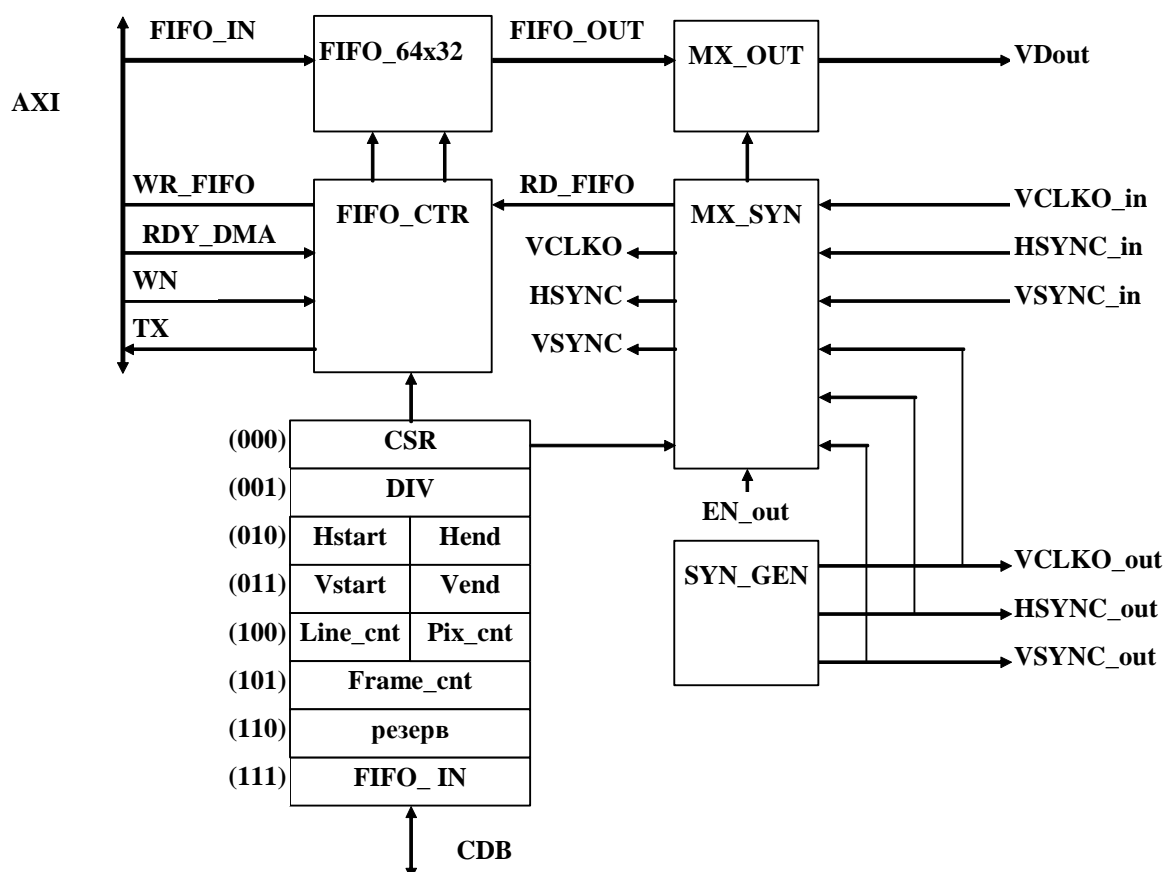 FIFO_IN
FIFO_OUT
FIFO_64x32
MX_OUT
VDout
AXI
WR_FIFO
RD_FIFO
FIFO_CTR
MX_SYN
VCLKO_in
RDY_DMA
VCLKO
HSYNC_in
WN
HSYNC
VSYNC_in
TX
VSYNC
(000) CSR
(001) DIV
EN_out
(010) Hstart Hend
(011) Vstart Vend
SYN_GEN
VCLKO_out
(100) Line_cnt Pix_cnt
HSYNC_out
(101) Frame_cnt
VSYNC_out
(110) резерв
(111) FIFO_ IN
CDB